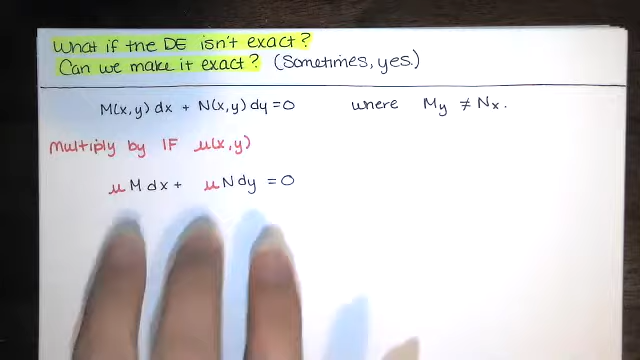 What if the DE isn't exact?
Can we make it exact? (Sometimes, yes.)
M(x,y) dx + N(x,y) dy = 0 where My ≠ Nx.
Multiply by IF μ(x,y)
μM dx + μN dy = 0